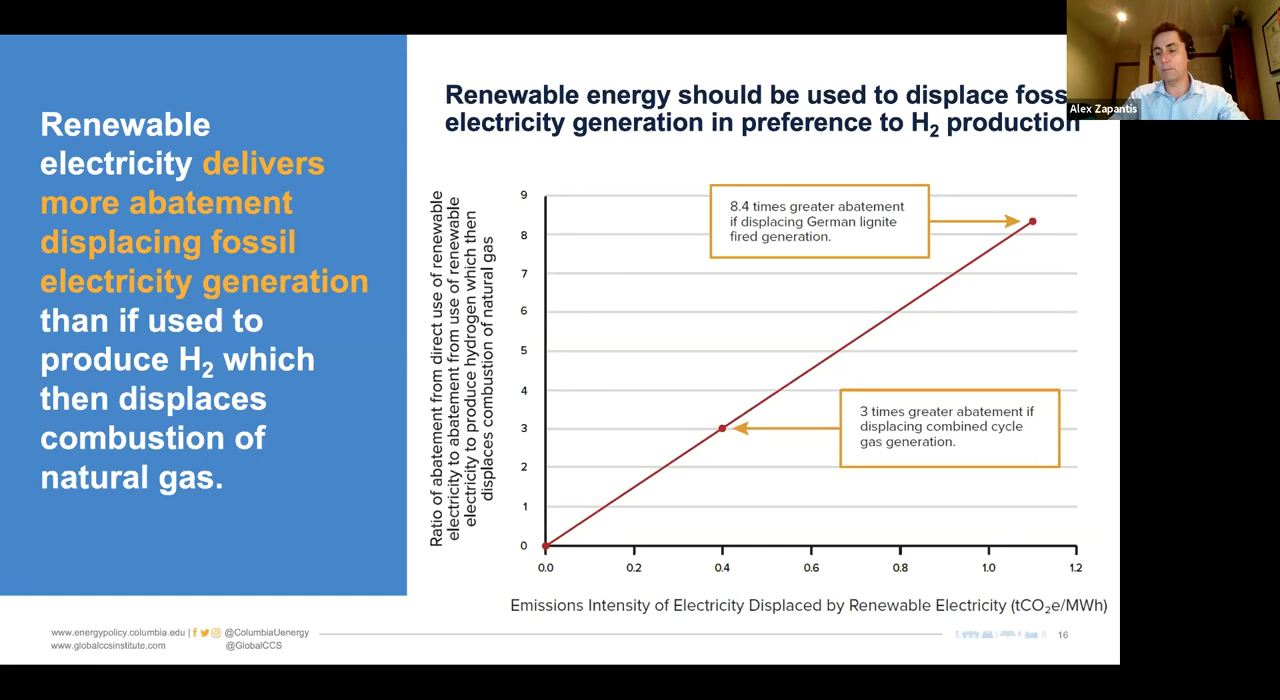 Renewable
electricity delivers
more abatement
displacing fossil
electricity generation
than if used to
produce H₂ which
then displaces
combustion of
natural gas.
Renewable energy should be used to displace foss
electricity generation in preference to H₂ production
Alex Zapantis
Ratio of abatement from direct use of renewable
electricity to abatement from use of renewable
electricity to produce hydrogen which then
displaces combustion of natural gas
9
8
7
6
5
4
3
2
1
0
8.4 times greater abatement
if displacing German lignite
fired generation.
3 times greater abatement if
displacing combined cycle
gas generation.
0.0 0.2 0.4 0.6 0.8 1.0 1.2
Emissions Intensity of Electricity Displaced by Renewable Electricity (tCO₂e/MWh)
www.energypolicy.columbia.edu | @ColumbiaUenergy
www.globalccsinstitute.com @GlobalCCS
16